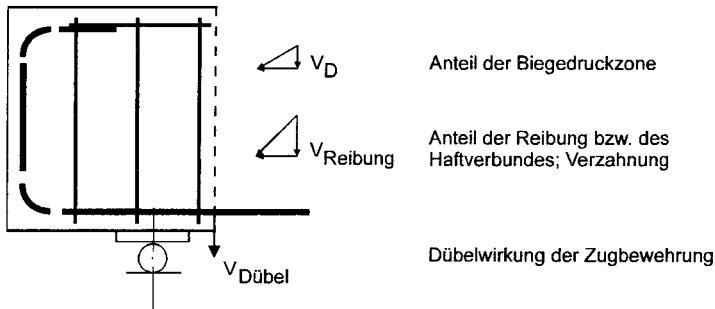 V_D Anteil der Biegedruckzone
V_Reibung Anteil der Reibung bzw. des
Haftverbundes; Verzahnung
V_Dübel Dübelwirkung der Zugbewehrung